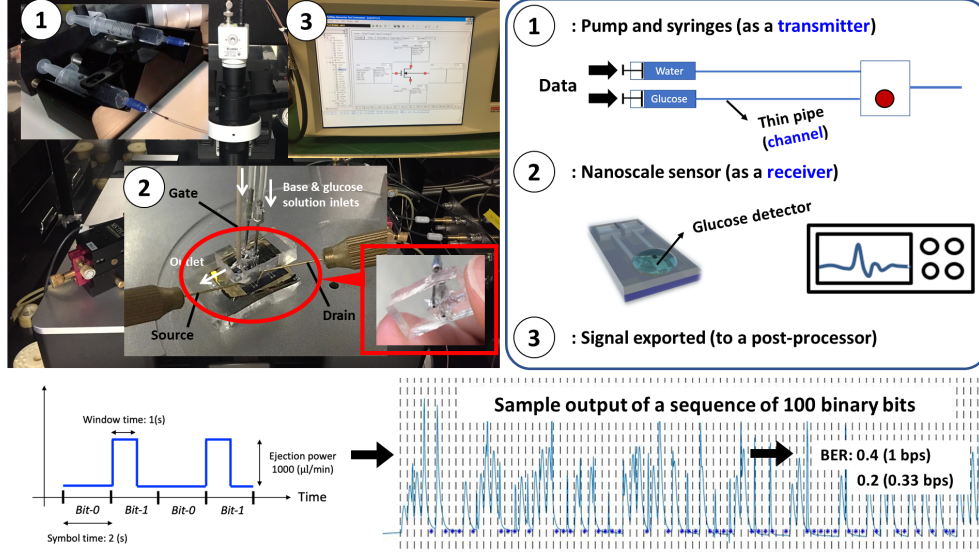 1
3
2
Gate
Base & glucose
solution inlets
Outlet
Source
Drain
1 : Pump and syringes (as a transmitter)
Data
Water
Glucose
Thin pipe
(channel)
2 : Nanoscale sensor (as a receiver)
Glucose detector
3 : Signal exported (to a post-processor)
Window time: 1(s)
Ejection power
1000 (µl/min)
Time
Bit-0 Bit-1 Bit-0 Bit-1
Symbol time: 2 (s)
Sample output of a sequence of 100 binary bits
BER: 0.4 (1 bps)
0.2 (0.33 bps)